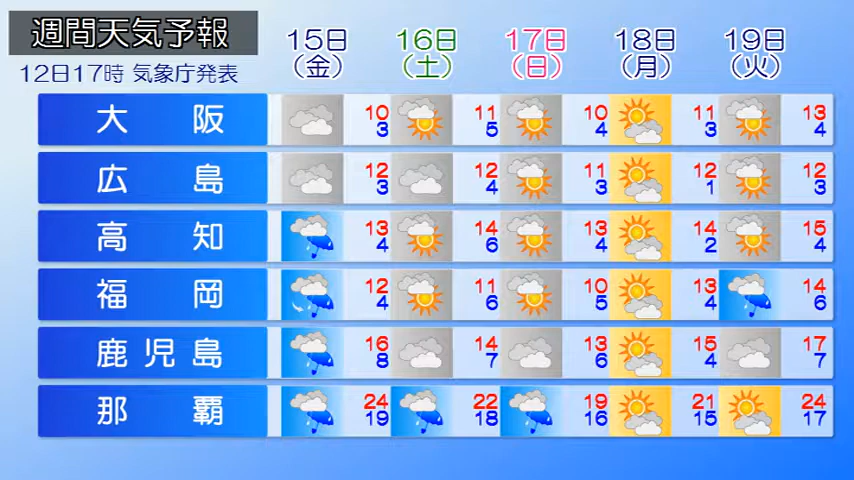 週間天気予報
12日17時 気象庁発表
15日(金) 16日(土) 17日(日) 18日(月) 19日(火)
大阪 10 3 11 5 10 4 11 3 13 4
広島 12 3 12 4 11 3 12 1 12 3
高知 13 4 14 6 13 4 14 2 15 4
福岡 12 4 11 6 10 5 13 4 14 6
鹿児島 16 8 14 7 13 6 15 4 17 7
那覇 24 19 22 18 19 16 21 15 24 17